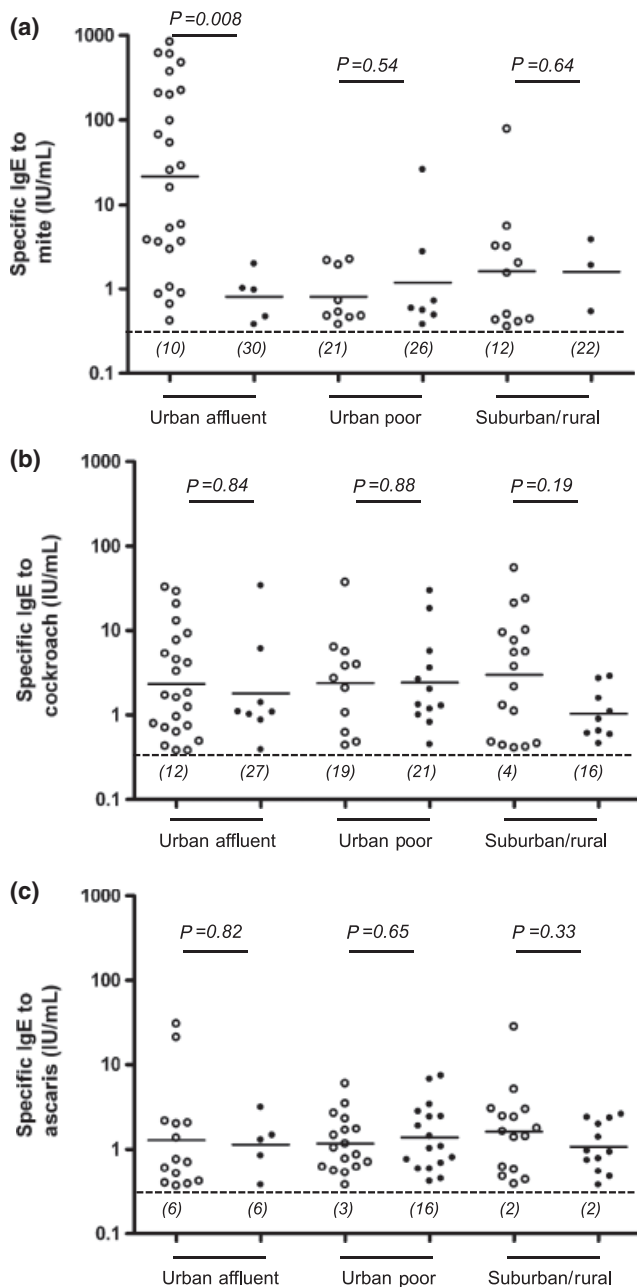 (a)
P=0.008
P=0.54
P=0.64
1000
100
10
1
0.1
Specific IgE to
mite (IU/mL)
(10) (30) (21) (26) (12) (22)
Urban affluent Urban poor Suburban/rural
(b)
P=0.84
P=0.88
P=0.19
1000
100
10
1
0.1
Specific IgE to
cockroach (IU/mL)
(12) (27) (19) (21) (4) (16)
Urban affluent Urban poor Suburban/rural
(c)
P=0.82
P=0.65
P=0.33
1000
100
10
1
0.1
Specific IgE to
ascaris (IU/mL)
(6) (6) (3) (16) (2) (2)
Urban affluent Urban poor Suburban/rural